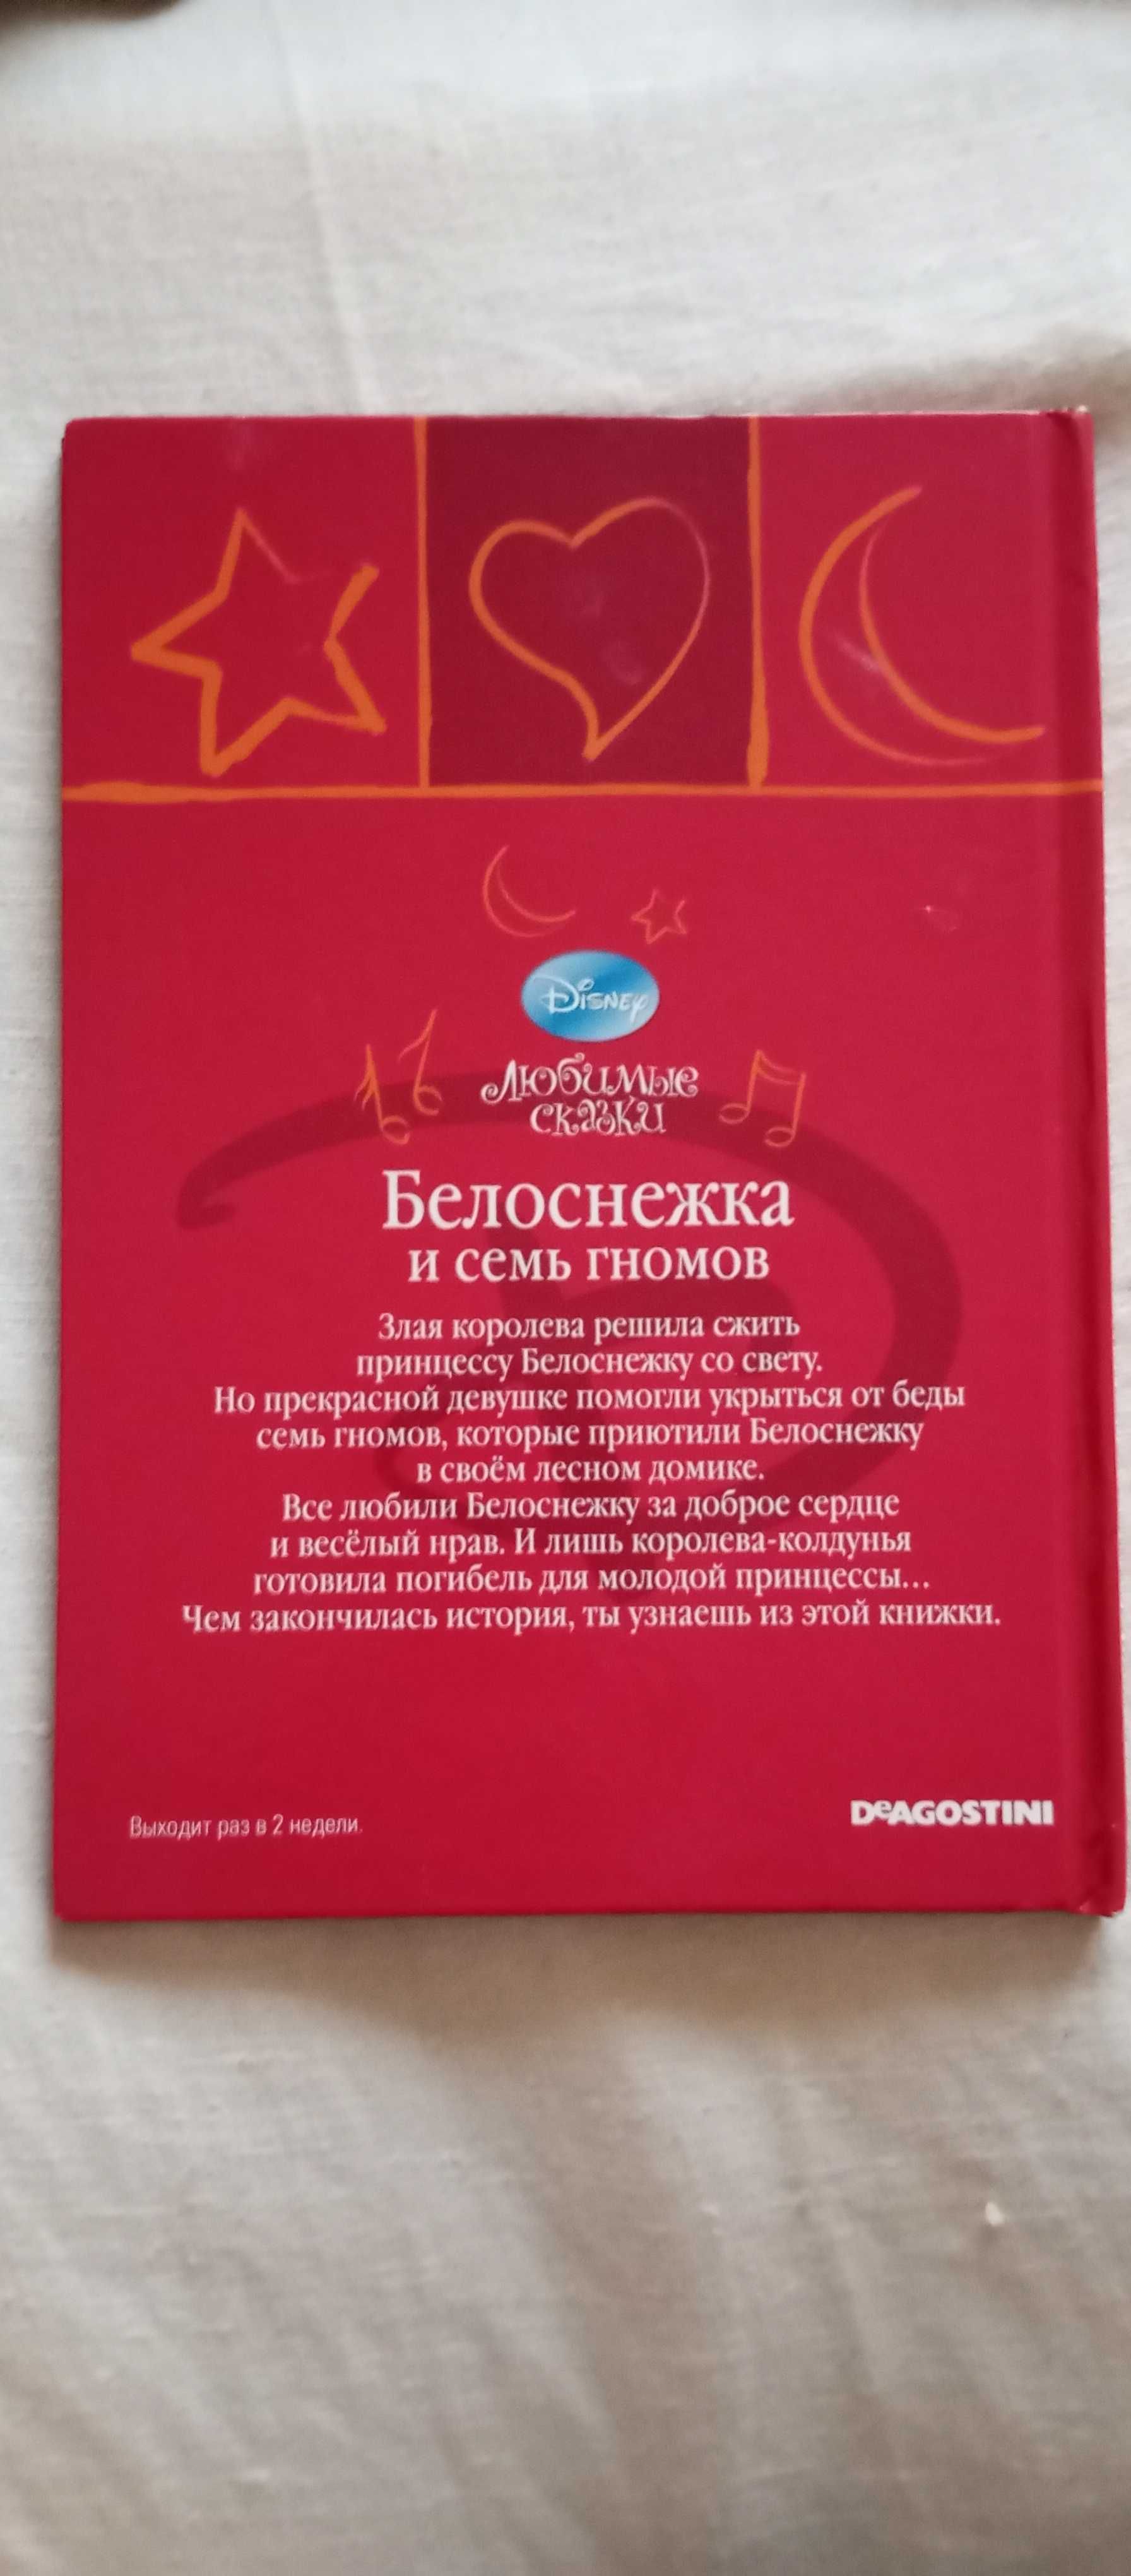 Disney
Любимые
сказки
Белоснежка
и семь гномов
Злая королева решила сжить
принцессу Белоснежку со свету.
Но прекрасной девушке помогли укрыться от беды
семь гномов, которые приютили Белоснежку
в своём лесном домике.
Все любили Белоснежку за доброе сердце
и весёлый нрав. И лишь королева-колдунья
готовила погибель для молодой принцессы...
Чем закончилась история, ты узнаешь из этой книжки.
Выходит раз в 2 недели.
DeAGOSTINI